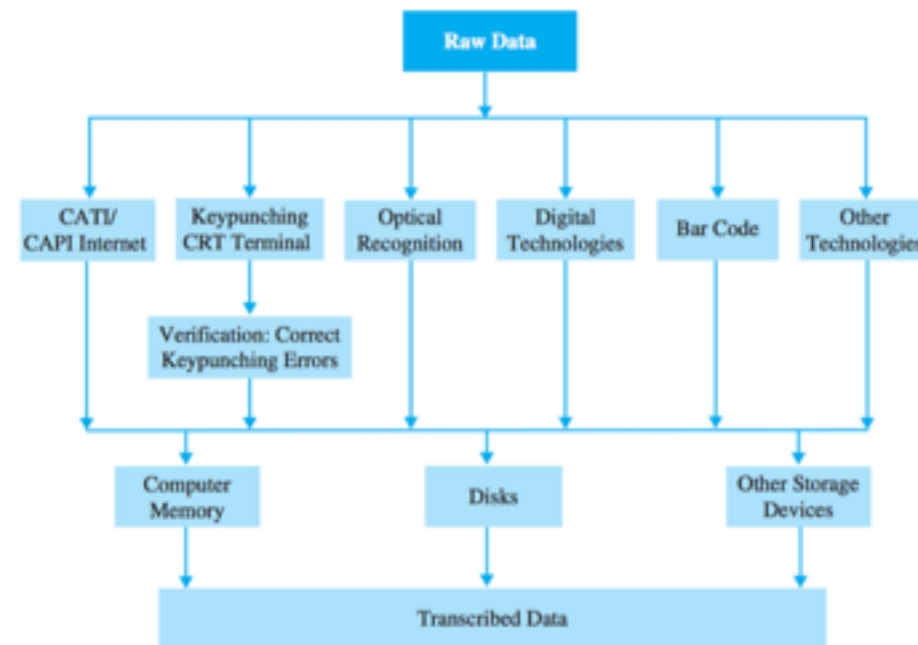 Raw Data
CATI/
CAPI Internet
Keypunching
CRT Terminal
Optical
Recognition
Digital
Technologies
Bar Code
Other
Technologies
Verification: Correct
Keypunching Errors
Computer
Memory
Disks
Other Storage
Devices
Transcribed Data